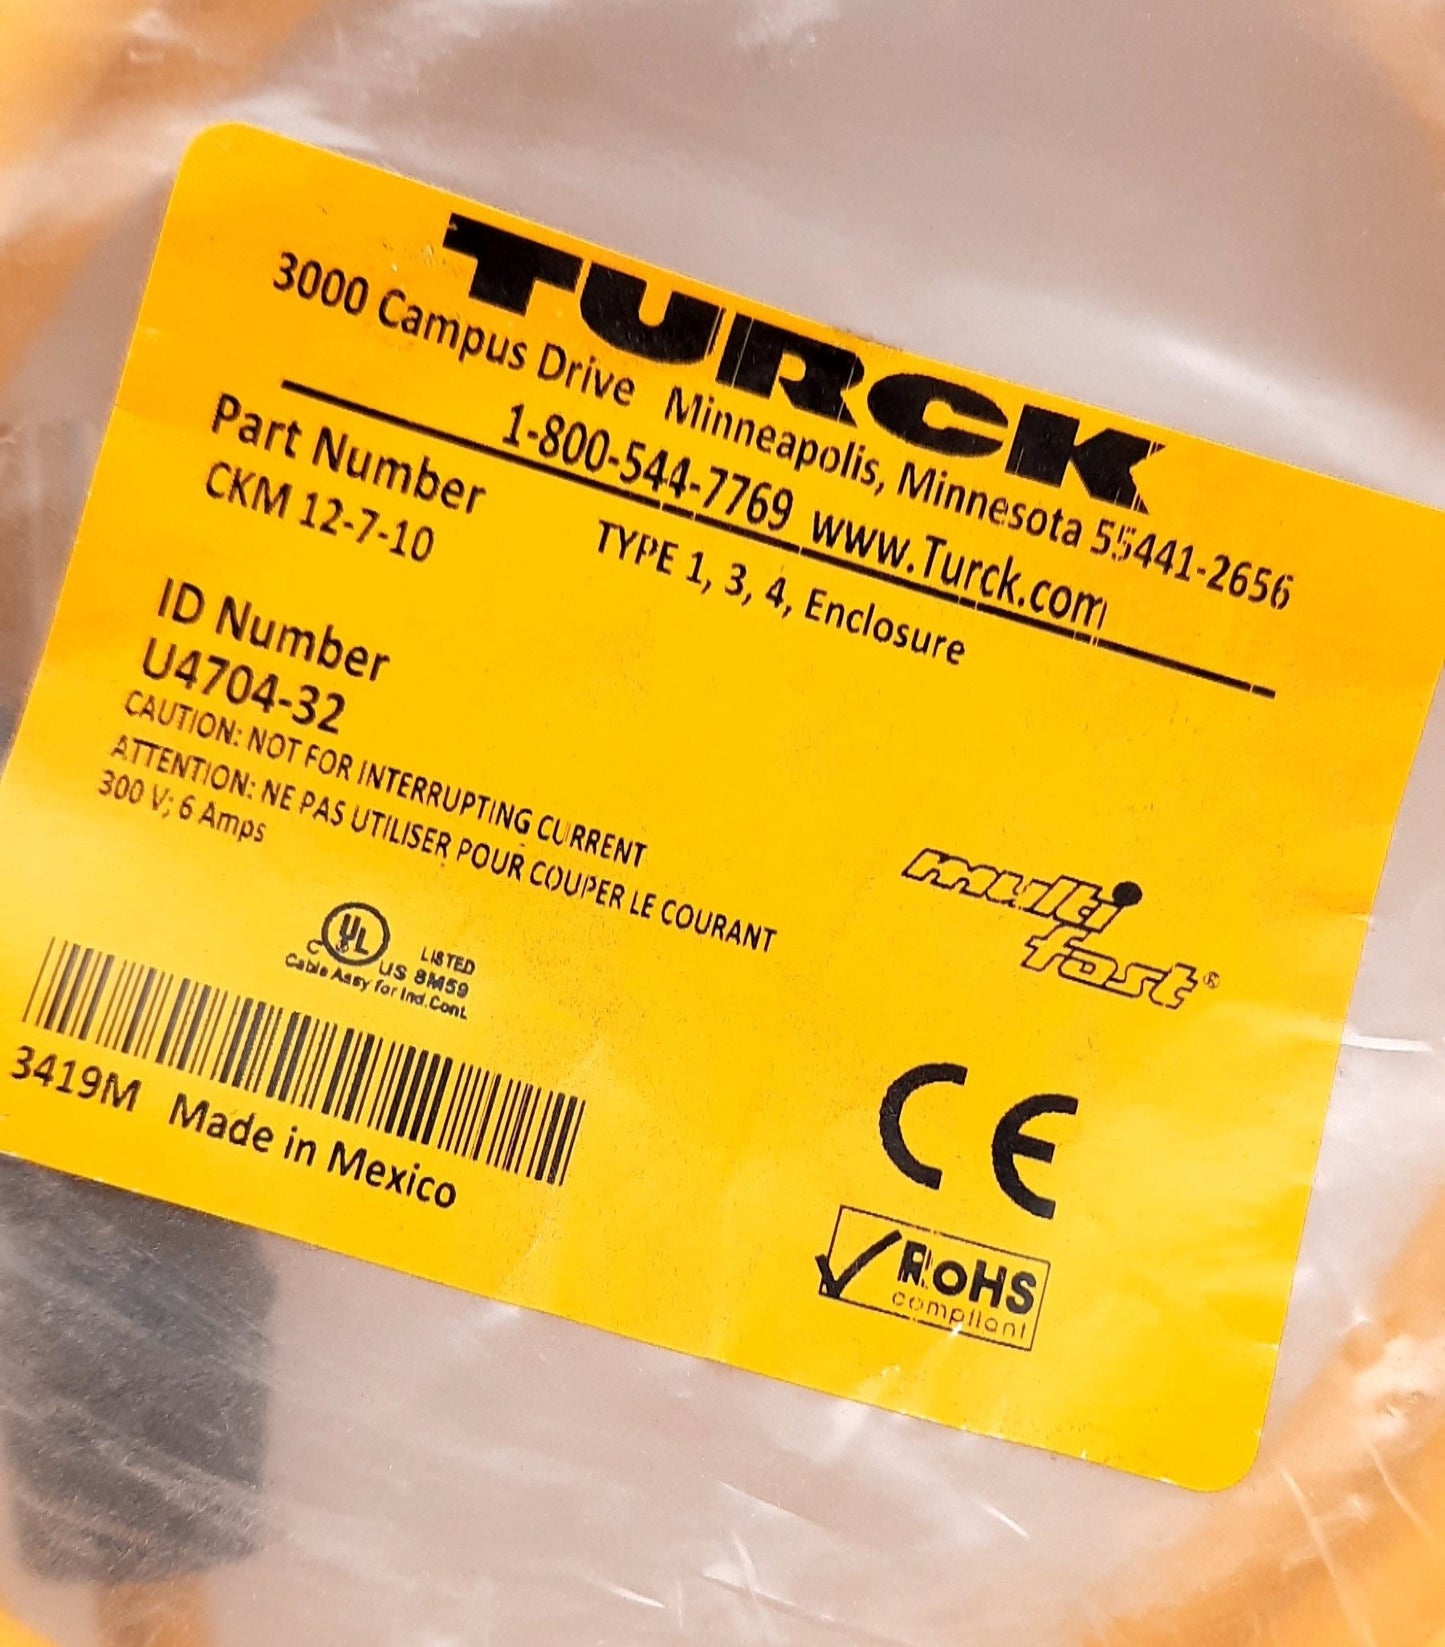 TURCK
3000 Campus Drive Minneapolis, Minnesota 55441-2656
1-800-544-7769 www.Turck.com
Part Number
CKM 12-7-10
TYPE 1, 3, 4, Enclosure
ID Number
U4704-32
CAUTION: NOT FOR INTERRUPTING CURRENT
ATTENTION: NE PAS UTILISER POUR COUPER LE COURANT
300 V; 6 Amps
multi
fast®
C UL US LISTED
8M59
Cable Assy for Ind.Cont.
3419M Made in Mexico
CE
RoHS
compliant